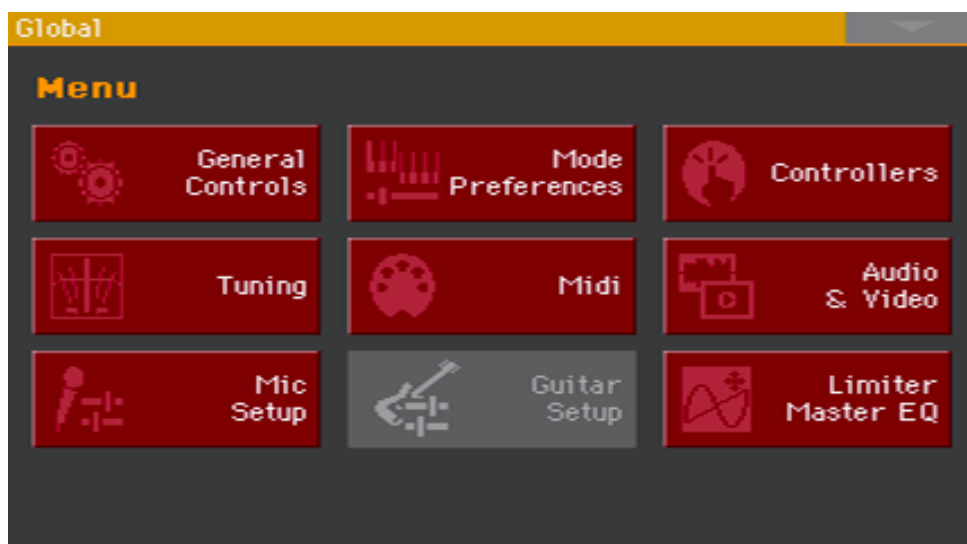 Global
Menu
General
Controls
Mode
Preferences
Controllers
Tuning
Midi
Audio
& Video
Mic
Setup
Guitar
Setup
Limiter
Master EQ